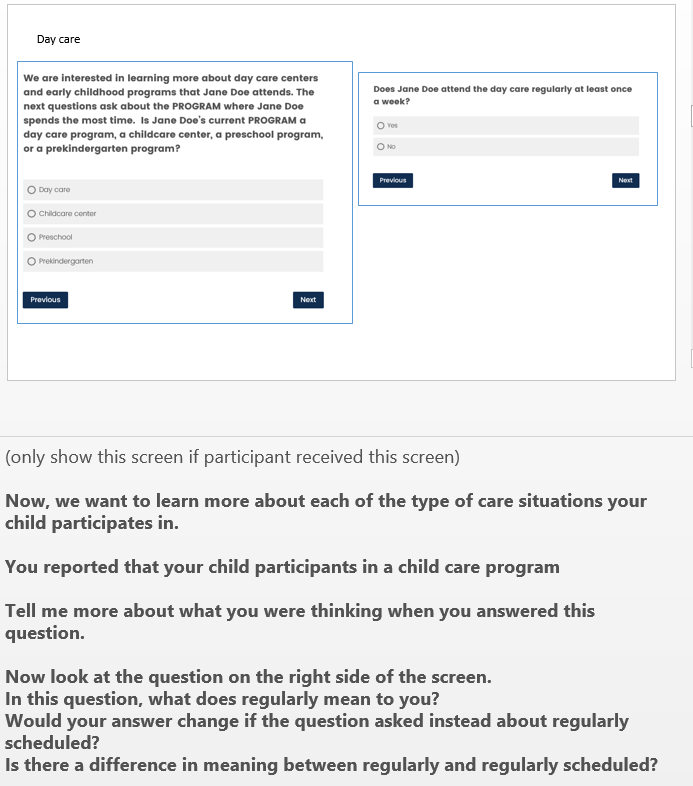 Day care
We are interested in learning more about day care centers
and early childhood programs that Jane Doe attends. The
next questions ask about the PROGRAM where Jane Doe
spends the most time. Is Jane Doe's current PROGRAM a
day care program, a childcare center, a preschool program,
or a prekindergarten program?
Day care
Childcare center
Preschool
Prekindergarten
Previous
Next
Does Jane Doe attend the day care regularly at least once
a week?
Yes
No
Previous
Next
(only show this screen if participant received this screen)
Now, we want to learn more about each of the type of care situations your
child participates in.
You reported that your child participants in a child care program
Tell me more about what you were thinking when you answered this
question.
Now look at the question on the right side of the screen.
In this question, what does regularly mean to you?
Would your answer change if the question asked instead about regularly
scheduled?
Is there a difference in meaning between regularly and regularly scheduled?